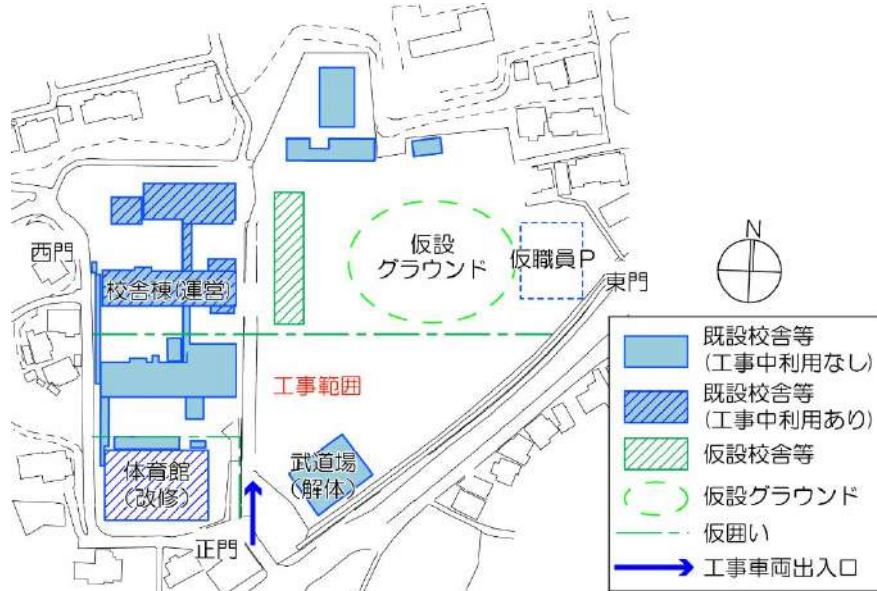 西門
校舎棟(運営)
仮設
グラウンド
仮職員P
東門
N
工事範囲
体育館
(改修)
武道場
(解体)
正門
既設校舎等
(工事中利用なし)
既設校舎等
(工事中利用あり)
仮設校舎等
仮設グラウンド
仮囲い
工事車両出入口